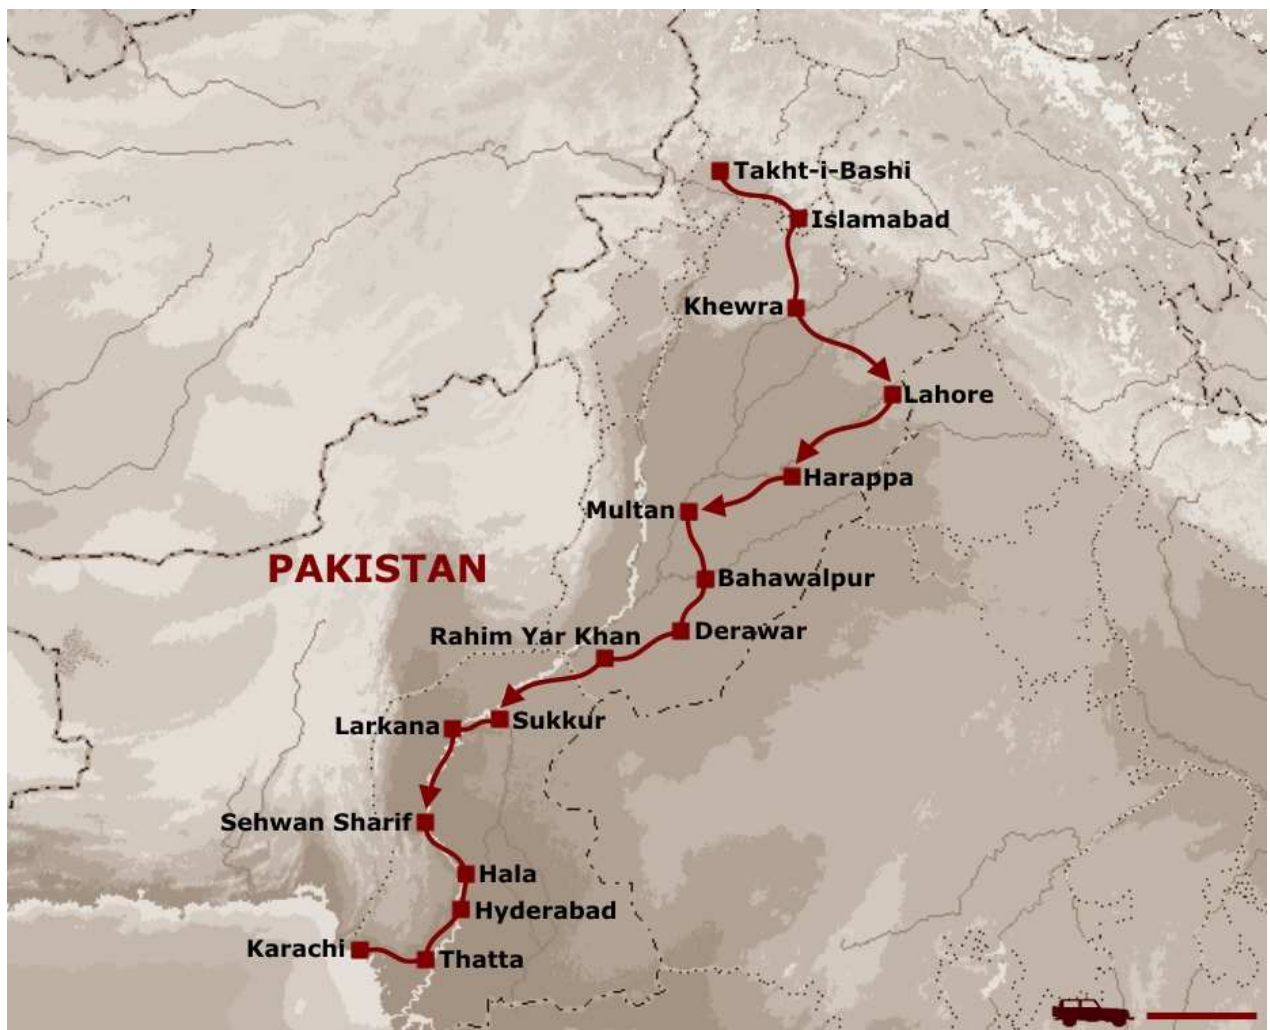 Takht-i-Bashi
Islamabad
Khewra
Lahore
Harappa
Multan
PAKISTAN
Bahawalpur
Derawar
Rahim Yar Khan
Sukkur
Larkana
Sehwan Sharif
Hala
Hyderabad
Karachi
Thatta